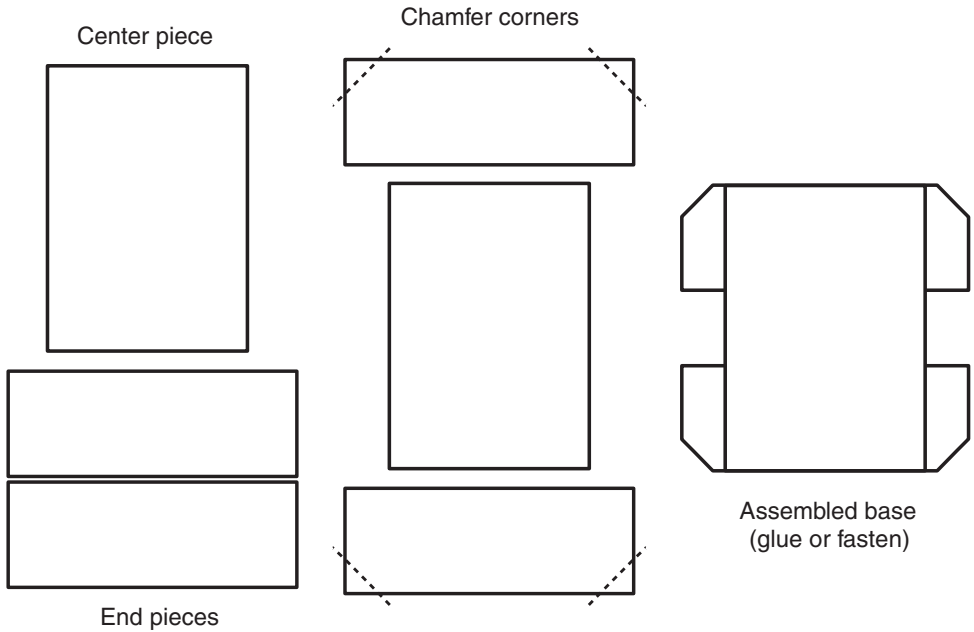 Center piece
Chamfer corners
Assembled base
(glue or fasten)
End pieces